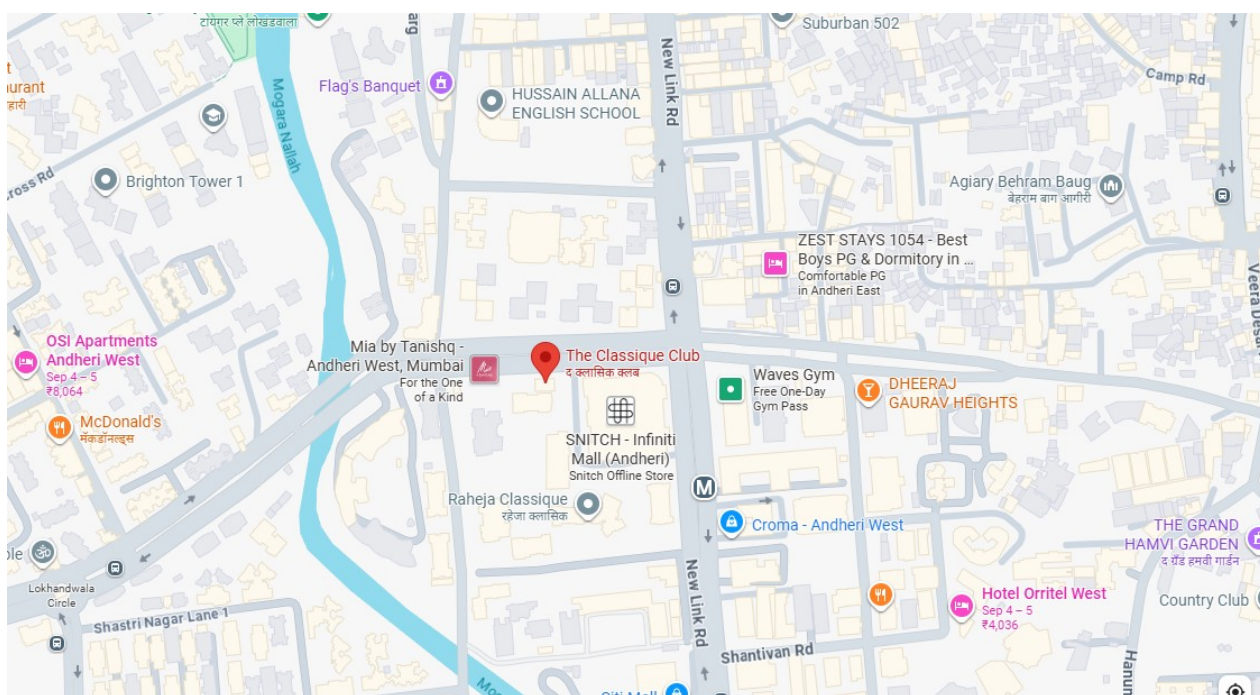 टायगर प्ले लोखंडवाला
Suburban 502
New Link Rd
Camp Rd
Flag's Banquet
HUSSAIN ALLANA
ENGLISH SCHOOL
Mogara Nallah
Brighton Tower 1
Agiary Behram Baug
बेहराम बाग आगीरी
ZEST STAYS 1054 - Best
Boys PG & Dormitory in ...
Comfortable PG
in Andheri East
OSI Apartments
Andheri West
Sep 4 – 5
₹8,064
McDonald's
मॅकडॉनल्ड्स
Mia by Tanishq -
Andheri West, Mumbai
For the One
of a Kind
The Classique Club
द क्लासिक क्लब
Waves Gym
Free One-Day
Gym Pass
DHEERAJ
GAURAV HEIGHTS
SNITCH - Infiniti
Mall (Andheri)
Snitch Offline Store
M
Raheja Classique
रहेजा क्लासिक
Croma - Andheri West
THE GRAND
HAMVI GARDEN
द ग्रँड हमवी गार्डन
Lokhandwala
Circle
Shastri Nagar Lane 1
New Link Rd
Hotel Orritel West
Sep 4 – 5
₹4,036
Country Club
Shantivan Rd